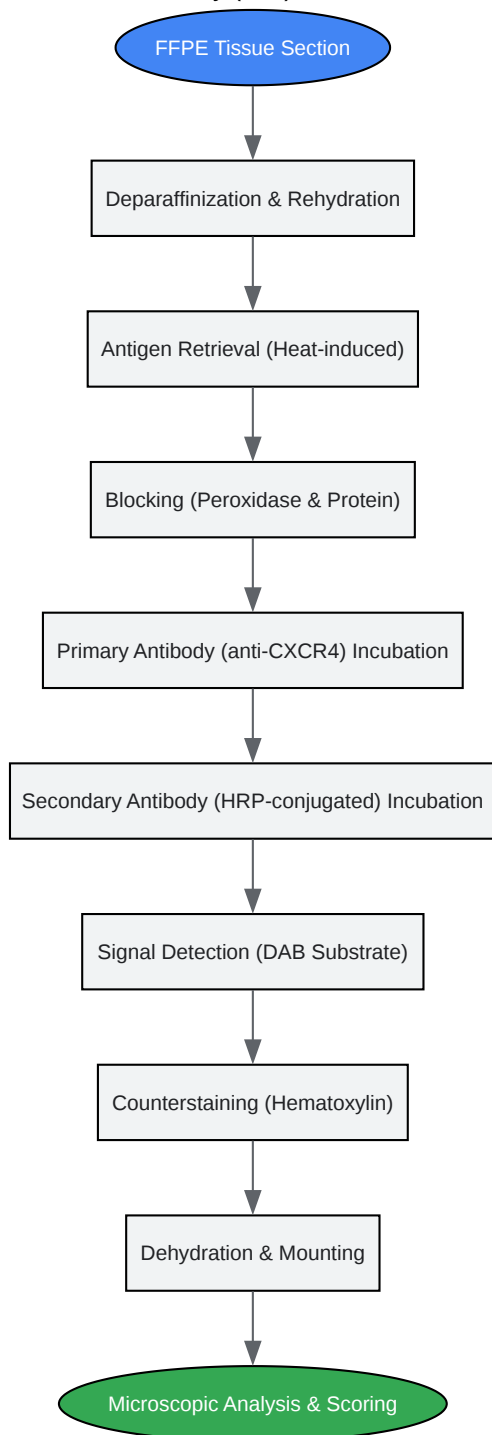 FFPE Tissue Section
Deparaffinization & Rehydration
Antigen Retrieval (Heat-induced)
Blocking (Peroxidase & Protein)
Primary Antibody (anti-CXCR4) Incubation
Secondary Antibody (HRP-conjugated) Incubation
Signal Detection (DAB Substrate)
Counterstaining (Hematoxylin)
Dehydration & Mounting
Microscopic Analysis & Scoring